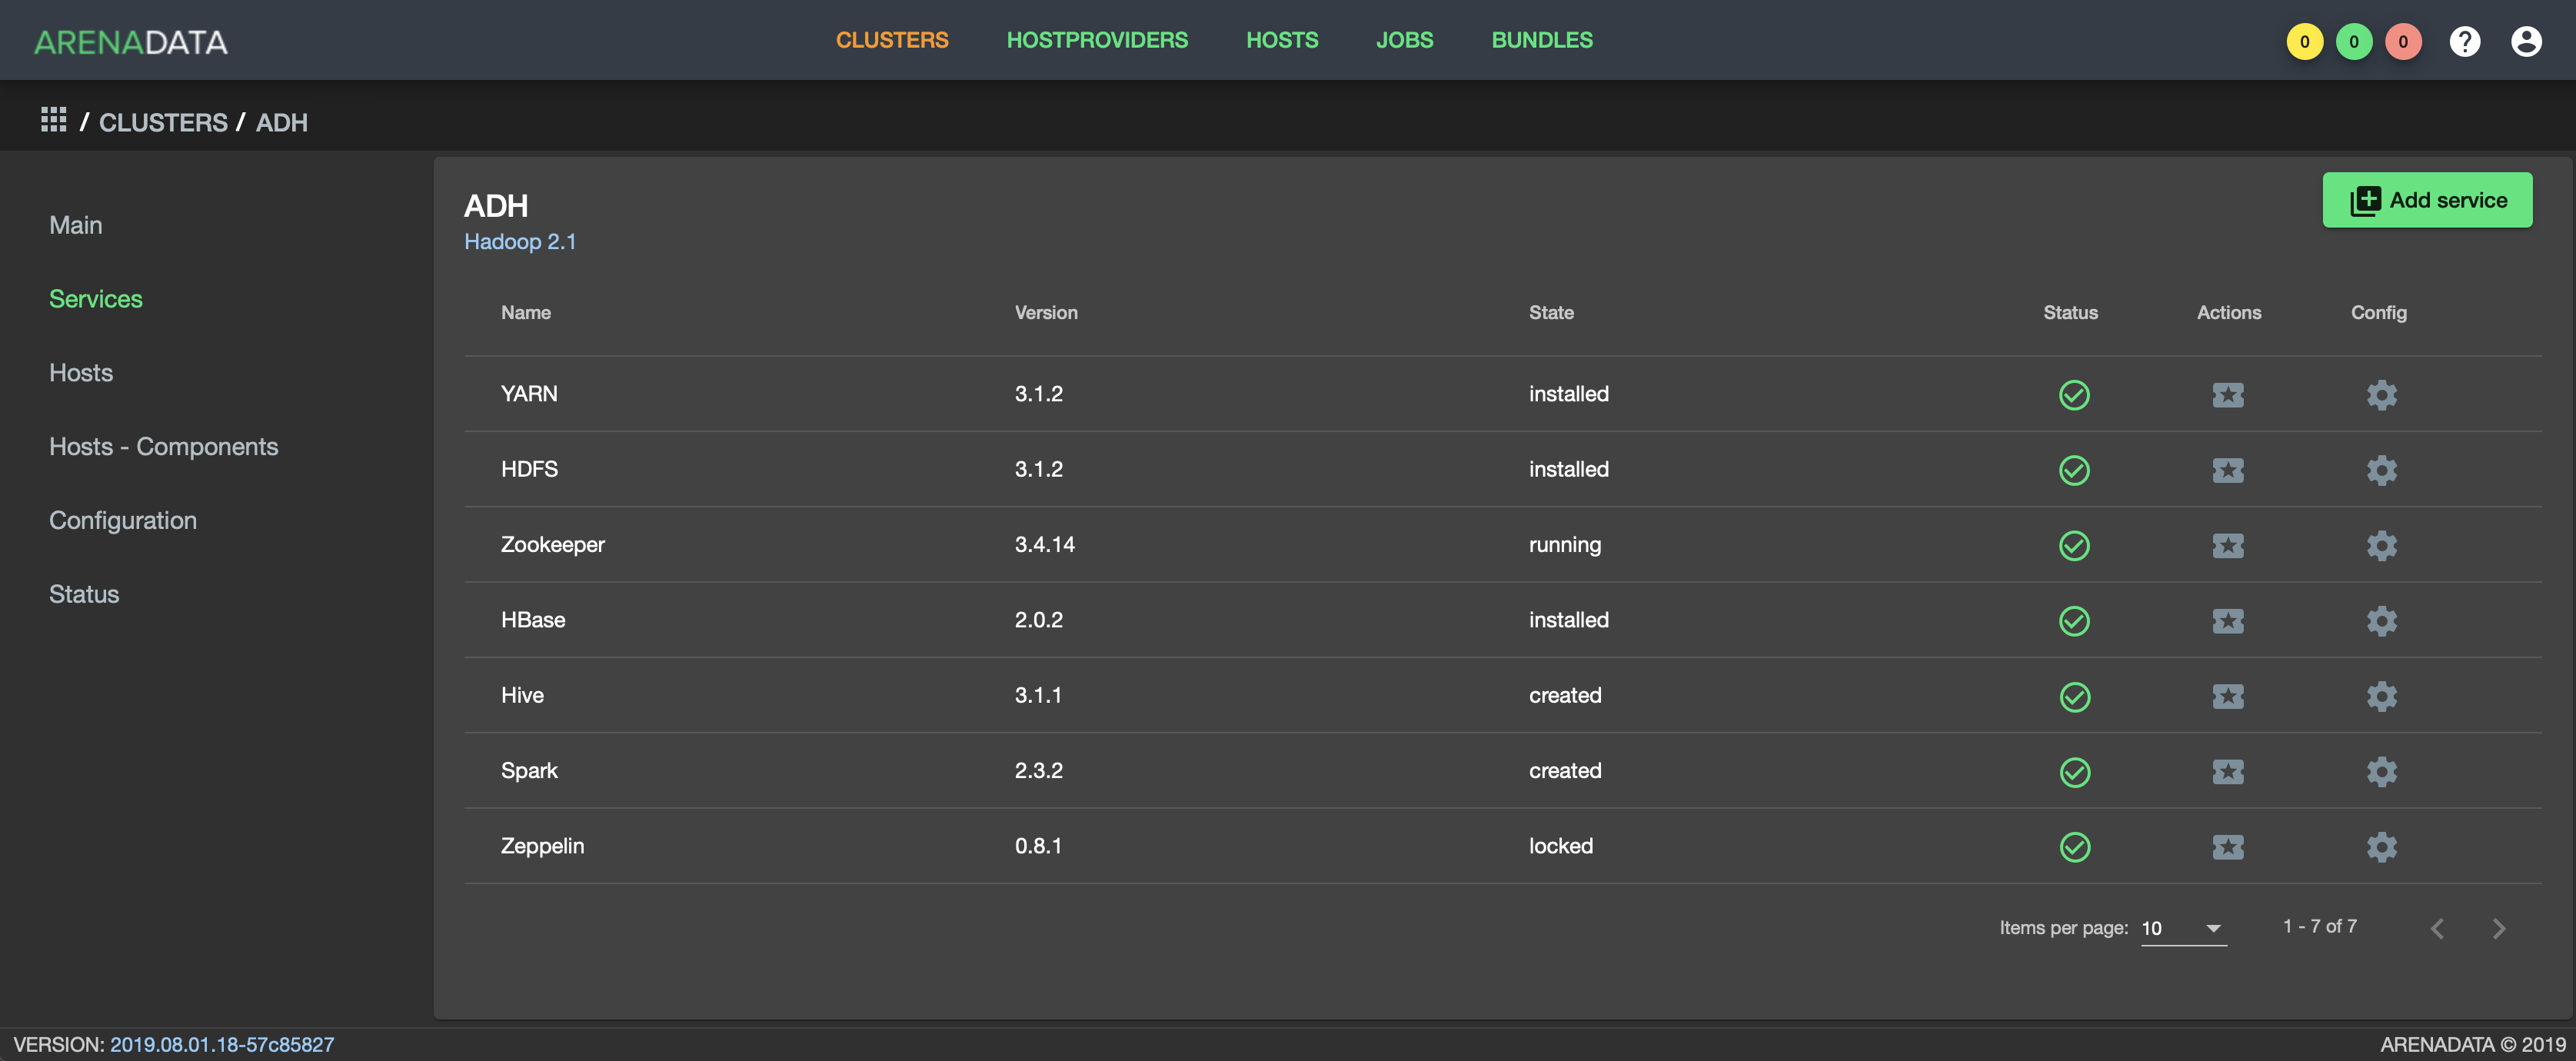 ARENADATA CLUSTERS HOSTPROVIDERS HOSTS JOBS BUNDLES 0 0 0 ?
/ CLUSTERS / ADH
Main
Services
Hosts
Hosts - Components
Configuration
Status
ADH
Hadoop 2.1
Add service
Name Version State Status Actions Config
YARN 3.1.2 installed
HDFS 3.1.2 installed
Zookeeper 3.4.14 running
HBase 2.0.2 installed
Hive 3.1.1 created
Spark 2.3.2 created
Zeppelin 0.8.1 locked
Items per page: 10 1 - 7 of 7
VERSION: 2019.08.01.18-57c85827 ARENADATA © 2019